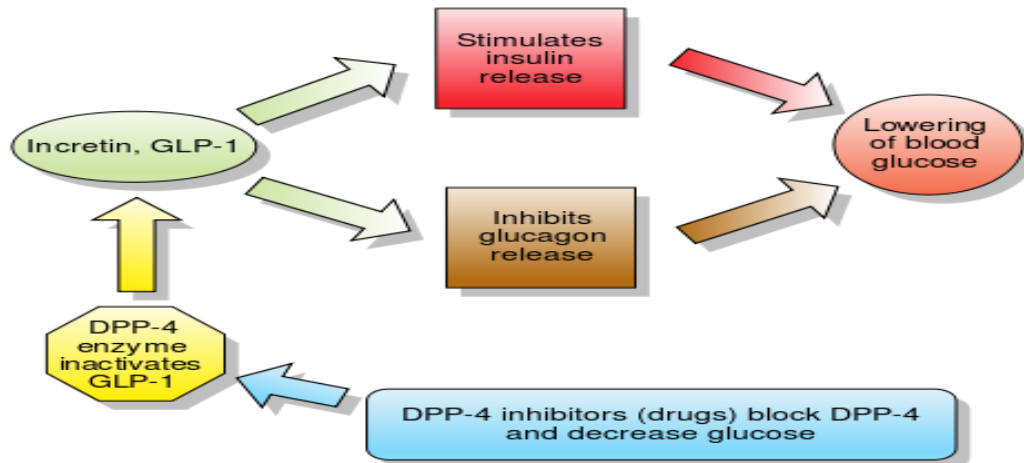 Stimulates
insulin
release
Incretin, GLP-1
Lowering
of blood
glucose
Inhibits
glucagon
release
DPP-4
enzyme
inactivates
GLP-1
DPP-4 inhibitors (drugs) block DPP-4
and decrease glucose